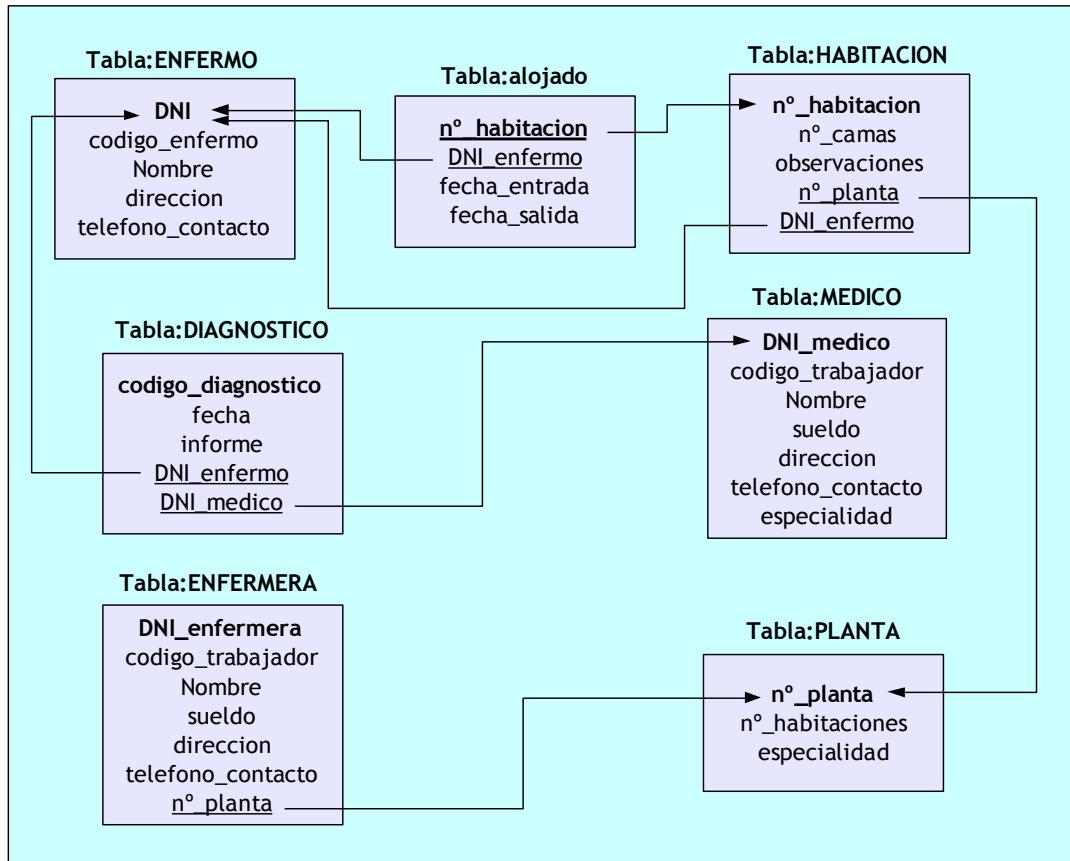 Tabla:ENFERMO
DNI
codigo_enfermo
Nombre
direccion
telefono_contacto
Tabla:alojado
nº_habitacion
DNI_enfermo
fecha_entrada
fecha_salida
Tabla:HABITACION
nº_habitacion
nº_camas
observaciones
nº_planta
DNI_enfermo
Tabla:DIAGNOSTICO
codigo_diagnostico
fecha
informe
DNI_enfermo
DNI_medico
Tabla:MEDICO
DNI_medico
codigo_trabajador
Nombre
sueldo
direccion
telefono_contacto
especialidad
Tabla:ENFERMERA
DNI_enfermera
codigo_trabajador
Nombre
sueldo
direccion
telefono_contacto
nº_planta
Tabla:PLANTA
nº_planta
nº_habitaciones
especialidad